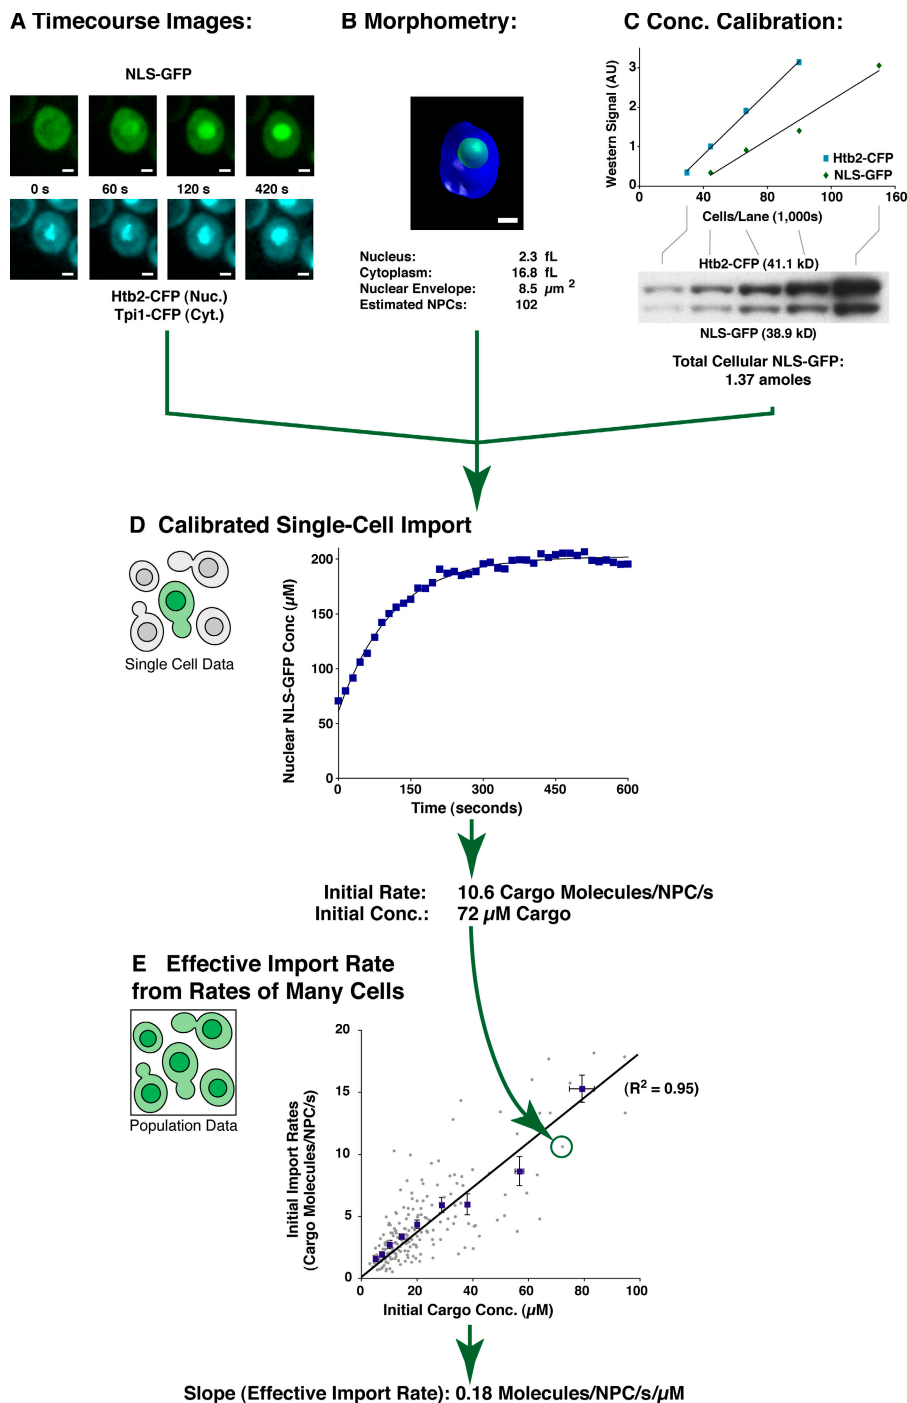 A Timecourse Images:
NLS-GFP
0 s 60 s 120 s 420 s
Htb2-CFP (Nuc.)
Tpi1-CFP (Cyt.)
B Morphometry:
Nucleus: 2.3 fL
Cytoplasm: 16.8 fL
Nuclear Envelope: 8.5 µm 2
Estimated NPCs: 102
C Conc. Calibration:
Western Signal (AU)
3
2
1
0
Htb2-CFP
NLS-GFP
0 40 80 120 160
Cells/Lane (1,000s)
Htb2-CFP (41.1 kD)
NLS-GFP (38.9 kD)
Total Cellular NLS-GFP:
1.37 amoles
D Calibrated Single-Cell Import
Single Cell Data
Nuclear NLS-GFP Conc (µM)
200
150
100
50
0
0 150 300 450 600
Time (seconds)
Initial Rate: 10.6 Cargo Molecules/NPC/s
Initial Conc.: 72 µM Cargo
E Effective Import Rate
from Rates of Many Cells
Population Data
Initial Import Rates
(Cargo Molecules/NPC/s)
20
15
10
5
0
(R2 = 0.95)
0 20 40 60 80 100
Initial Cargo Conc. (µM)
Slope (Effective Import Rate): 0.18 Molecules/NPC/s/µM